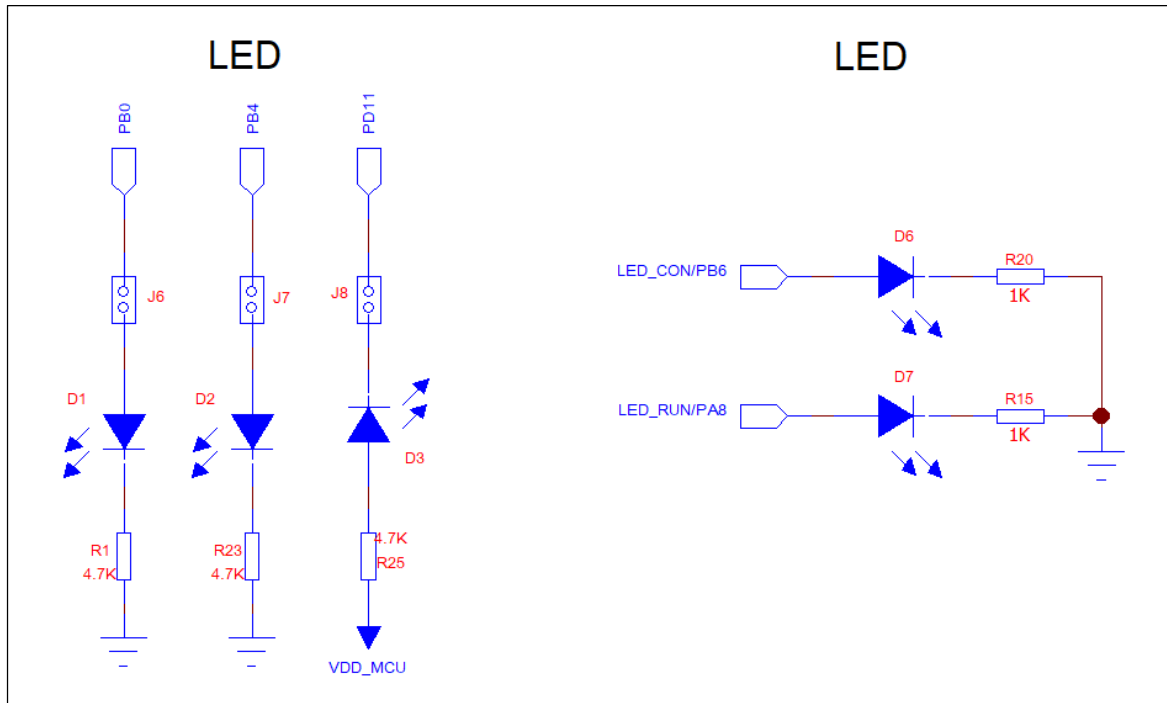 LED
PB0
PB4
PD11
J6
J7
J8
D1
D2
D3
R1
4.7K
R23
4.7K
4.7K
R25
VDD_MCU
LED
LED_CON/PB6
D6
R20
1K
LED_RUN/PA8
D7
R15
1K